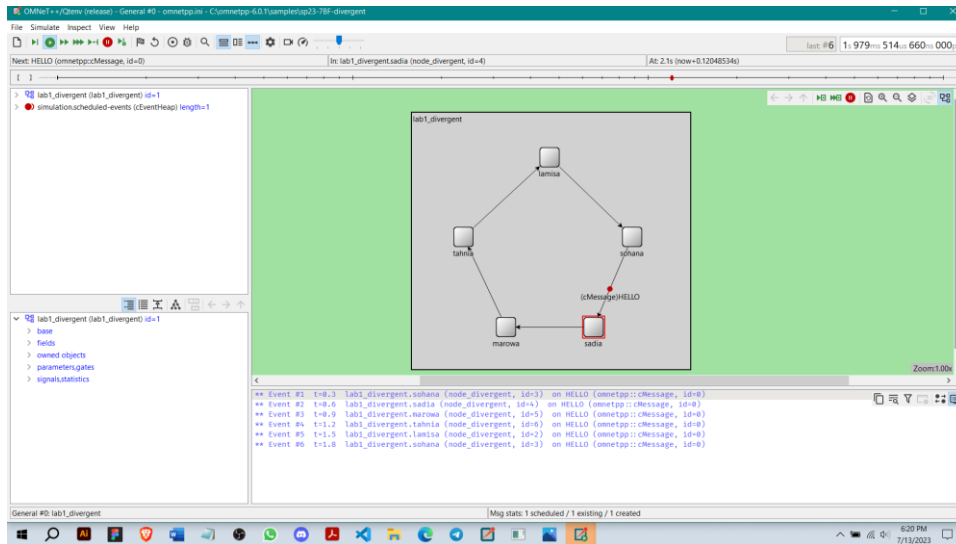 OMNeT++/Qtenv (release) - General #0 - omnetpp.ini - C:\omnetpp-6.0.1\samples\sp23-7BF-divergent
File Simulate Inspect View Help
last: #6 1s 979ms 514us 660ns 000p
Next: HELLO (omnetpp::cMessage, id=0) In: lab1_divergent.sadia (node_divergent, id=4) At: 2.1s (now+0.12048534s)
[ ]
> lab1_divergent (lab1_divergent) id=1
> simulation.scheduled-events (cEventHeap) length=1
lab1_divergent
lamisa
tahnia
sohana
(cMessage)HELLO
marowa
sadia
Zoom:1.00x
lab1_divergent (lab1_divergent) id=1
> base
> fields
> owned objects
> parameters,gates
> signals,statistics
** Event #1 t=0.3 lab1_divergent.sohana (node_divergent, id=3) on HELLO (omnetpp::cMessage, id=0)
** Event #2 t=0.6 lab1_divergent.sadia (node_divergent, id=4) on HELLO (omnetpp::cMessage, id=0)
** Event #3 t=0.9 lab1_divergent.marowa (node_divergent, id=5) on HELLO (omnetpp::cMessage, id=0)
** Event #4 t=1.2 lab1_divergent.tahnia (node_divergent, id=6) on HELLO (omnetpp::cMessage, id=0)
** Event #5 t=1.5 lab1_divergent.lamisa (node_divergent, id=2) on HELLO (omnetpp::cMessage, id=0)
** Event #6 t=1.8 lab1_divergent.sohana (node_divergent, id=3) on HELLO (omnetpp::cMessage, id=0)
General #0: lab1_divergent Msg stats: 1 scheduled / 1 existing / 1 created
Ai
6:20 PM
7/13/2023